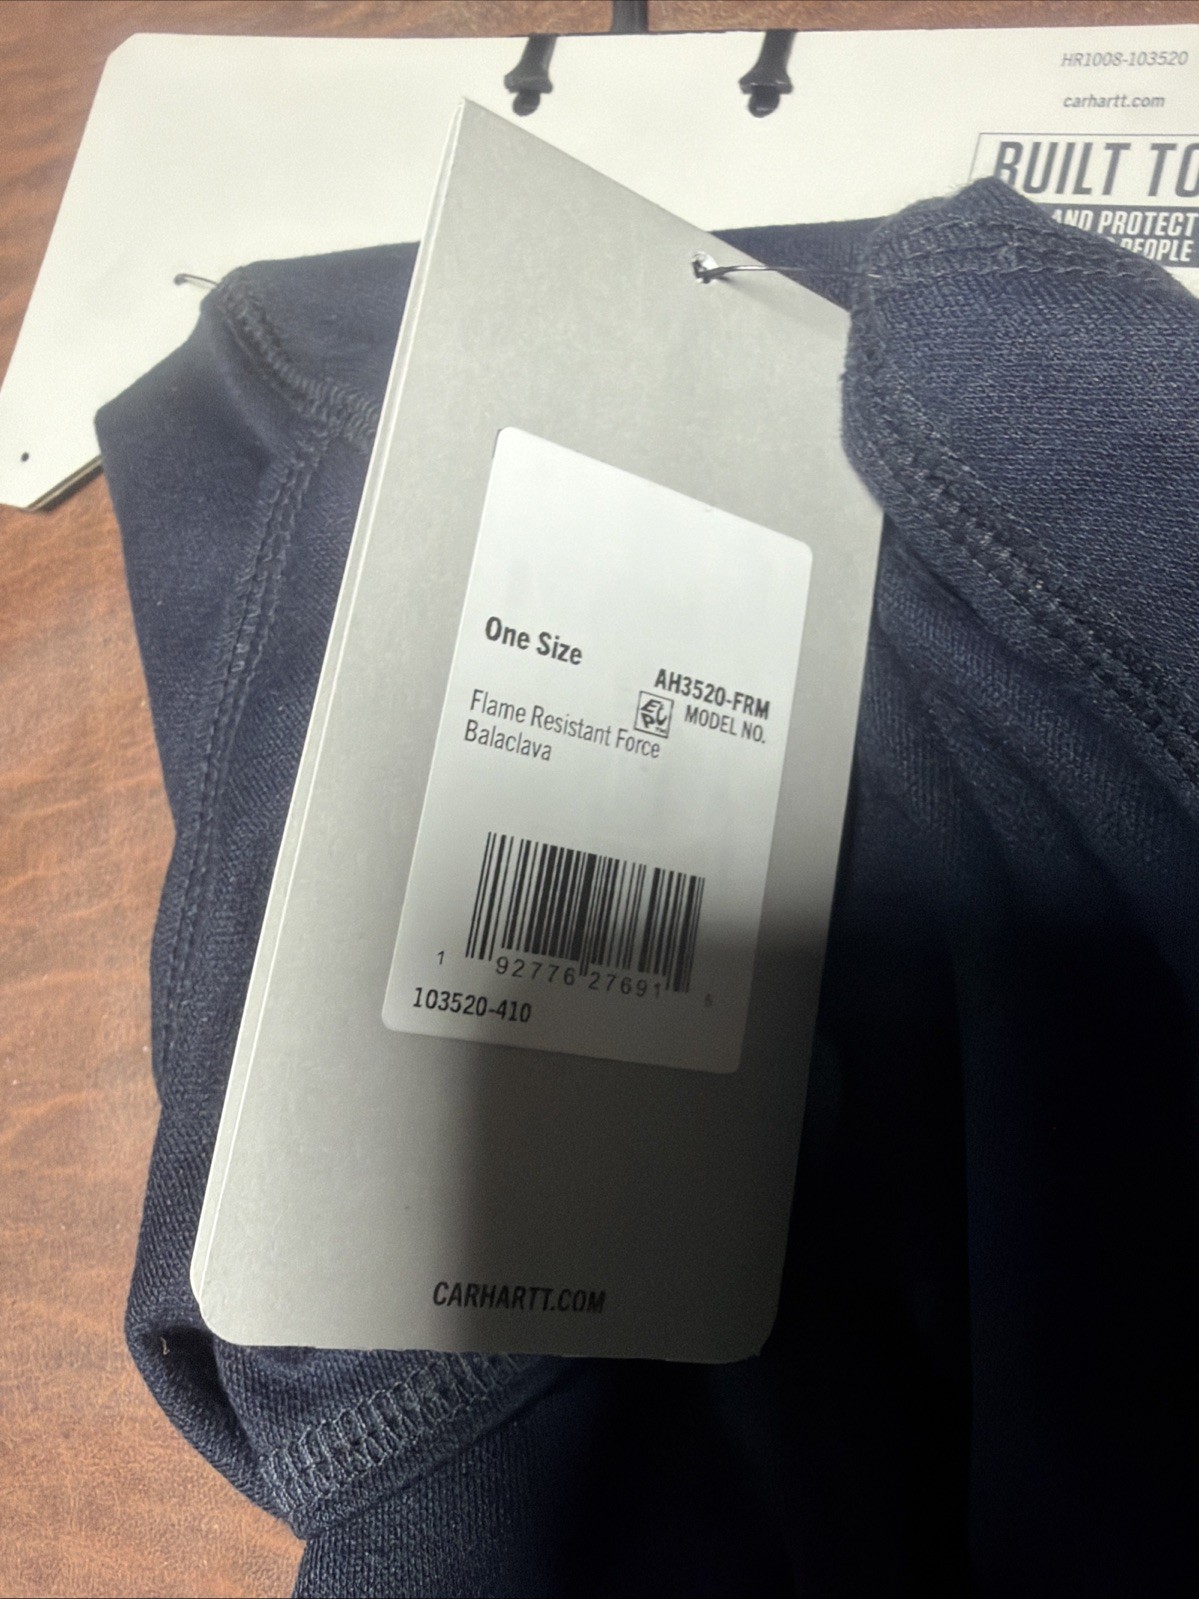 HR1008-103520
carhartt.com
BUILT TO
AND PROTECT
PEOPLE
One Size
AH3520-FRM
MODEL NO.
Flame Resistant Force
Balaclava
1 92776 27691 5
103520-410
CARHARTT.COM